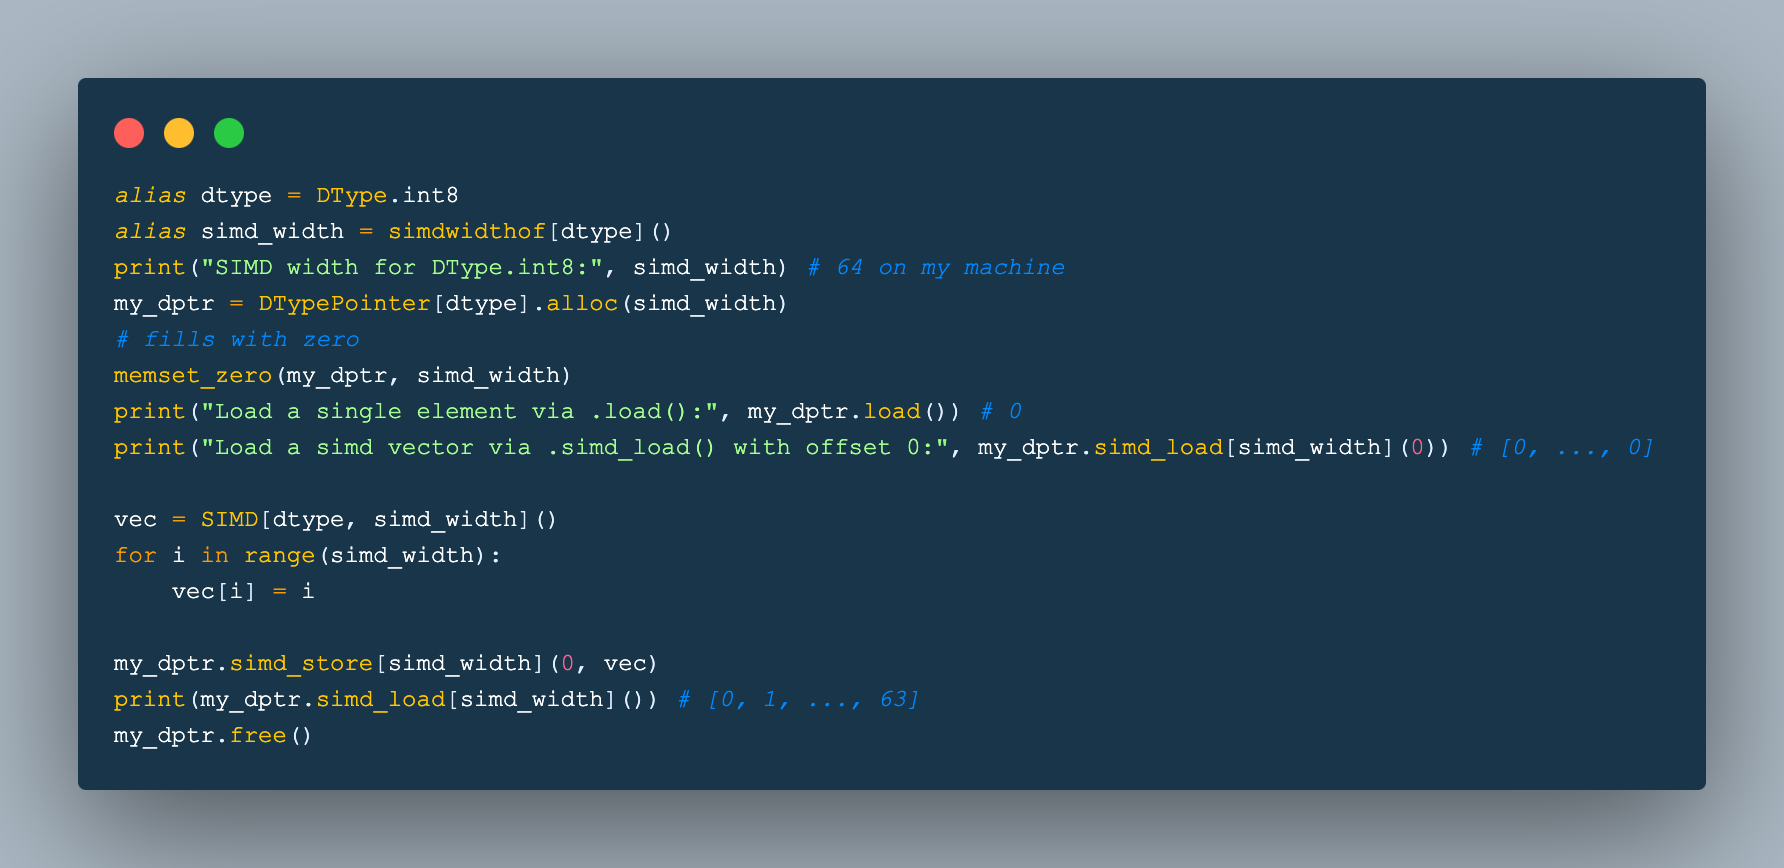 alias dtype = DType.int8
alias simd_width = simdwidthof[dtype]()
print("SIMD width for DType.int8:", simd_width) # 64 on my machine
my_dptr = DTypePointer[dtype].alloc(simd_width)
# fills with zero
memset_zero(my_dptr, simd_width)
print("Load a single element via .load():", my_dptr.load()) # 0
print("Load a simd vector via .simd_load() with offset 0:", my_dptr.simd_load[simd_width](0)) # [0, ..., 0]

vec = SIMD[dtype, simd_width]()
for i in range(simd_width):
    vec[i] = i

my_dptr.simd_store[simd_width](0, vec)
print(my_dptr.simd_load[simd_width]()) # [0, 1, ..., 63]
my_dptr.free()